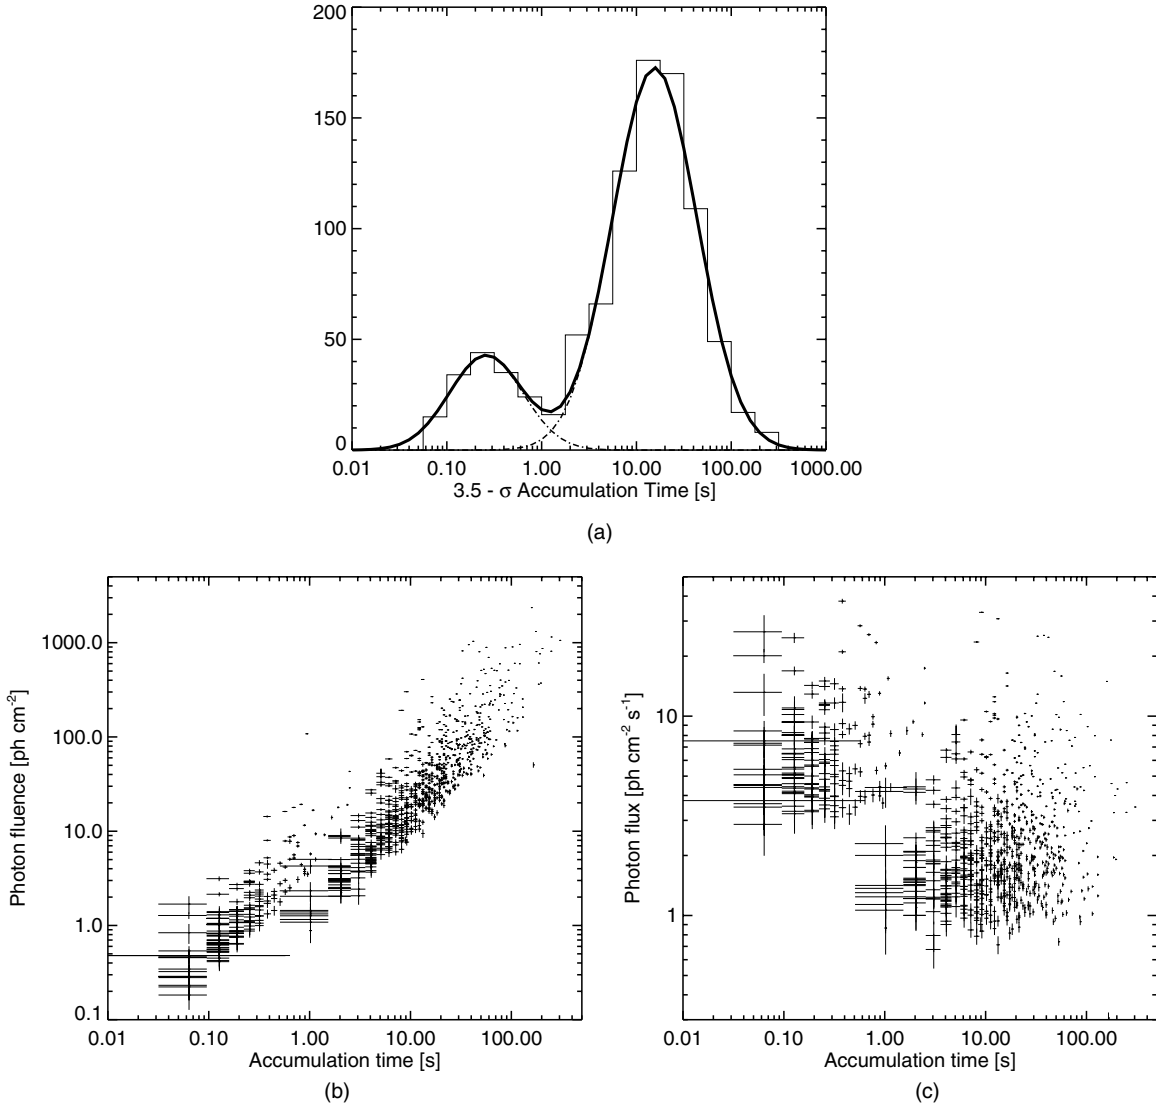 200
150
100
50
0
0.01 0.10 1.00 10.00 100.00 1000.00
3.5 - σ Accumulation Time [s]
(a)
1000.0
100.0
10.0
1.0
0.1
Photon fluence [ph cm⁻²]
0.01 0.10 1.00 10.00 100.00
Accumulation time [s]
(b)
10
1
Photon flux [ph cm⁻² s⁻¹]
0.01 0.10 1.00 10.00 100.00
Accumulation time [s]
(c)